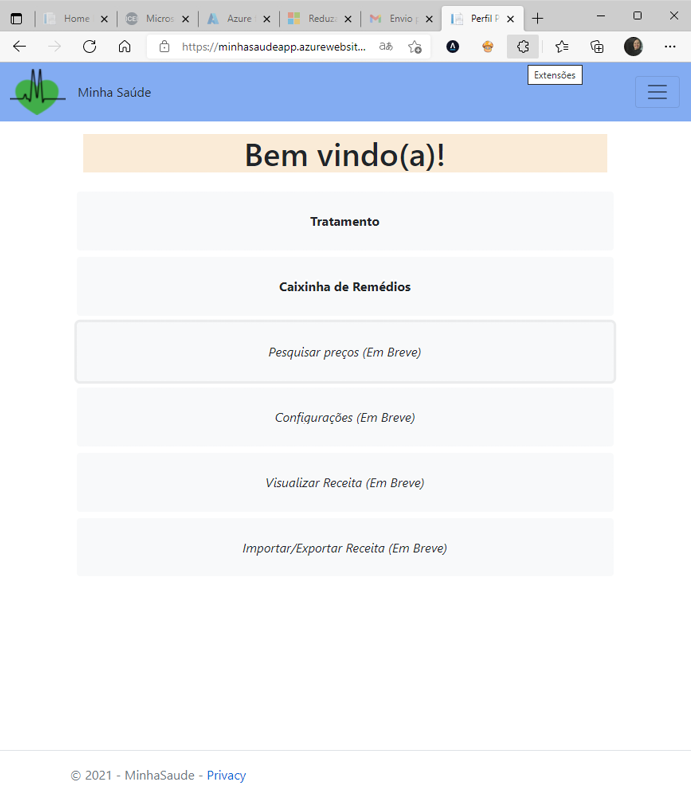 Home
Micros
Azure
Reduza
Envio p
Perfil P
https://minhasaudeapp.azurewebsit...
Extensões
Minha Saúde
Bem vindo(a)!
Tratamento
Caixinha de Remédios
Pesquisar preços (Em Breve)
Configurações (Em Breve)
Visualizar Receita (Em Breve)
Importar/Exportar Receita (Em Breve)
© 2021 - MinhaSaude - Privacy